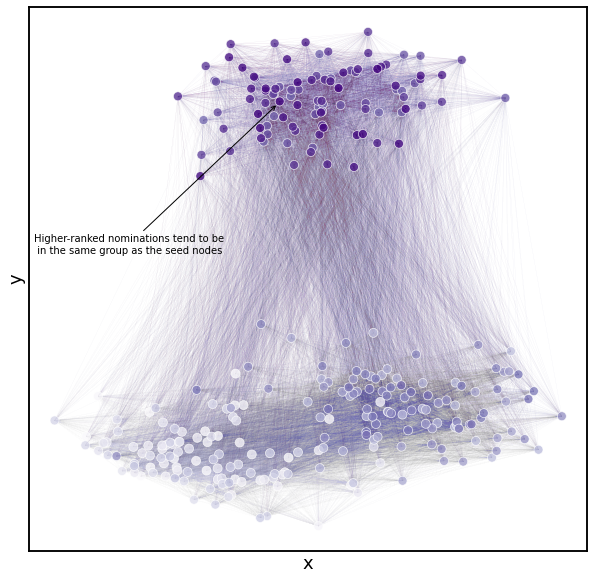 Higher-ranked nominations tend to be
in the same group as the seed nodes
y
x